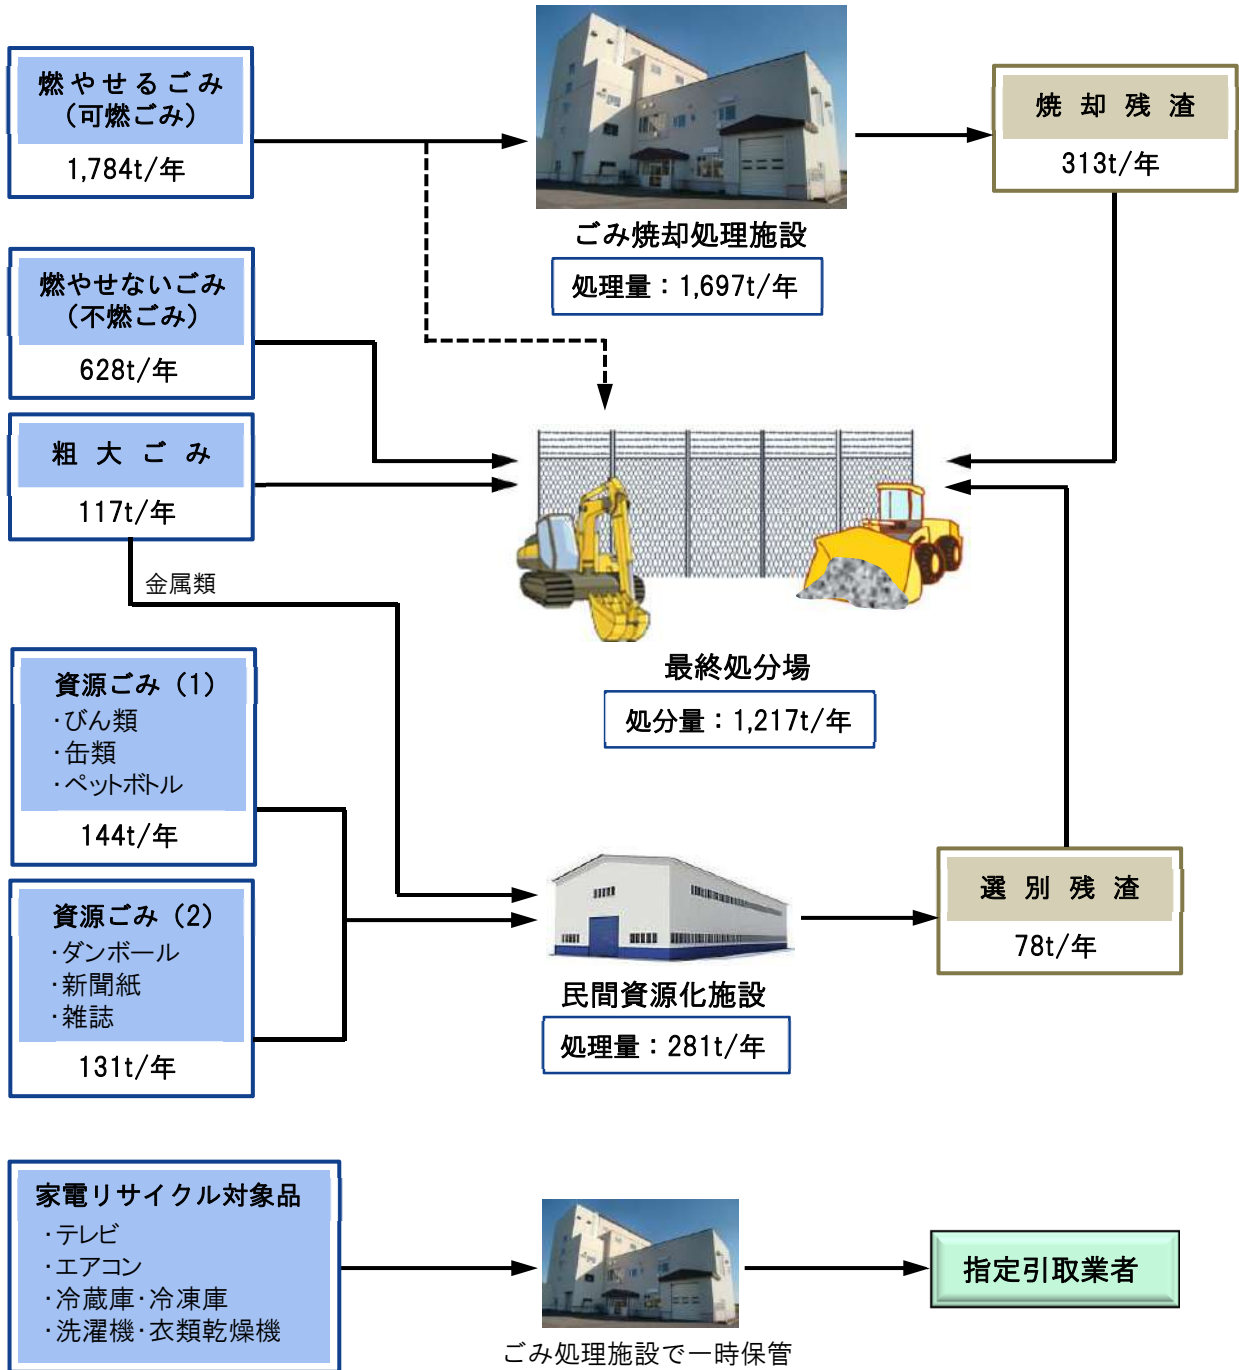 燃やせるごみ
（可燃ごみ）
1,784t/年
ごみ焼却処理施設
処理量：1,697t/年
焼却残渣
313t/年
燃やせないごみ
（不燃ごみ）
628t/年
粗大ごみ
117t/年
金属類
最終処分場
処分量：1,217t/年
資源ごみ（1）
・びん類
・缶類
・ペットボトル
144t/年
資源ごみ（2）
・ダンボール
・新聞紙
・雑誌
131t/年
民間資源化施設
処理量：281t/年
選別残渣
78t/年
家電リサイクル対象品
・テレビ
・エアコン
・冷蔵庫・冷凍庫
・洗濯機・衣類乾燥機
ごみ処理施設で一時保管
指定引取業者